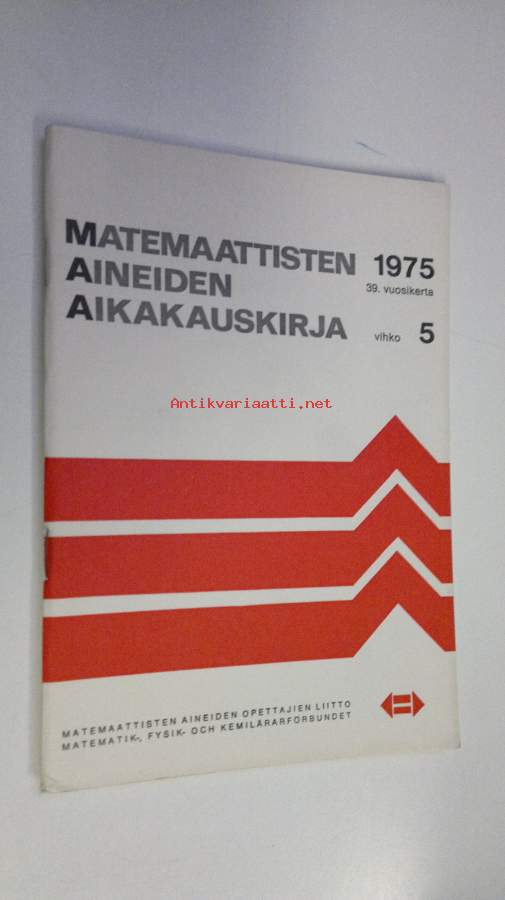 MATEMAATTISTEN 1975
39. vuosikerta
AINEIDEN
AIKAKAUSKIRJA vihko 5
Antikvariaatti.net
MATEMAATTISTEN AINEIDEN OPETTAJIEN LIITTO
MATEMATIK-, FYSIK- OCH KEMILÄRARFÖRBUNDET